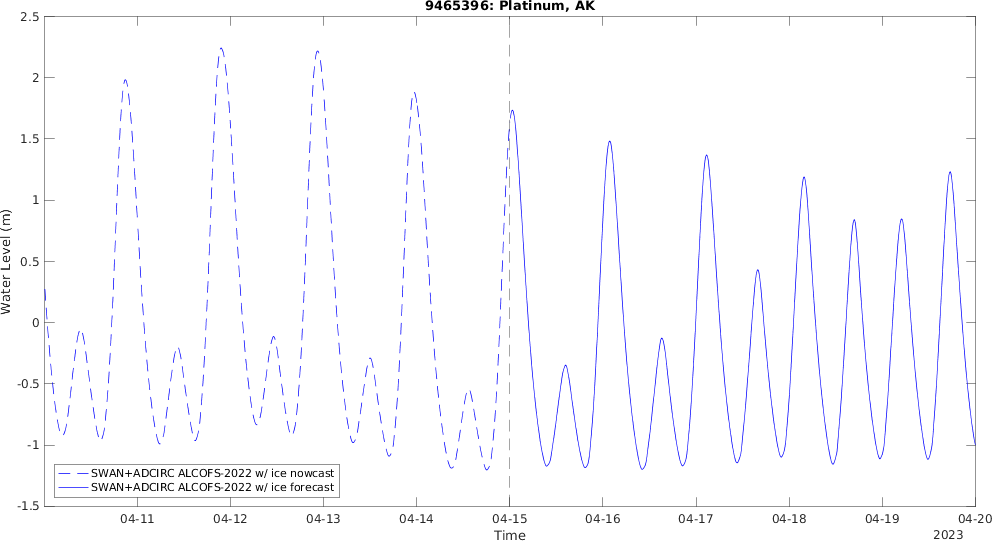 9465396: Platinum, AK
2.5
2
1.5
1
0.5
0
-0.5
-1
-1.5
Water Level (m)
SWAN+ADCIRC ALCOFS-2022 w/ ice nowcast
SWAN+ADCIRC ALCOFS-2022 w/ ice forecast
04-11 04-12 04-13 04-14 04-15 04-16 04-17 04-18 04-19 04-20
Time
2023